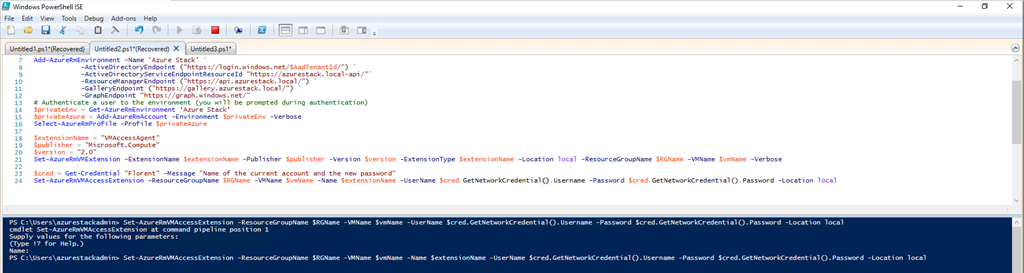 Windows PowerShell ISE
File Edit View Tools Debug Add-ons Help
Untitled1.ps1*(Recovered) Untitled2.ps1*(Recovered) X Untitled3.ps1*
7 Add-AzureRmEnvironment -Name 'Azure Stack' `
8 -ActiveDirectoryEndpoint ("https://login.windows.net/$AadTenantId/") `
9 -ActiveDirectoryServiceEndpointResourceId "https://azurestack.local-api/"`
10 -ResourceManagerEndpoint ("https://api.azurestack.local/") `
11 -GalleryEndpoint ("https://gallery.azurestack.local/") `
12 -GraphEndpoint "https://graph.windows.net/"
13 # Authenticate a user to the environment (you will be prompted during authentication)
14 $privateEnv = Get-AzureRmEnvironment 'Azure Stack'
15 $privateAzure = Add-AzureRmAccount -Environment $privateEnv -Verbose
16 Select-AzureRmProfile -Profile $privateAzure
17
18 $extensionName = "VMAccessAgent"
19 $publisher = "Microsoft.Compute"
20 $version = "2.0"
21 Set-AzureRmVMExtension -ExtensionName $extensionName -Publisher $publisher -Version $version -ExtensionType $extensionName -Location local -ResourceGroupName $RGName -VMName $vmName -Verbose
22
23 $cred = Get-Credential "Florent" -Message "Name of the current account and the new password"
24 Set-AzureRmVMAccessExtension -ResourceGroupName $RGName -VMName $vmName -Name $extensionName -UserName $cred.GetNetworkCredential().Username -Password $cred.GetNetworkCredential().Password -Location local
PS C:\Users\azurestackadmin> Set-AzureRmVMAccessExtension -ResourceGroupName $RGName -VMName $vmName -UserName $cred.GetNetworkCredential().Username -Password $cred.GetNetworkCredential().Password -Location local
cmdlet Set-AzureRmVMAccessExtension at command pipeline position 1
Supply values for the following parameters:
(Type !? for Help.)
Name:
PS C:\Users\azurestackadmin> Set-AzureRmVMAccessExtension -ResourceGroupName $RGName -VMName $vmName -Name $extensionName -UserName $cred.GetNetworkCredential().Username -Password $cred.GetNetworkCredential().Password -Location local